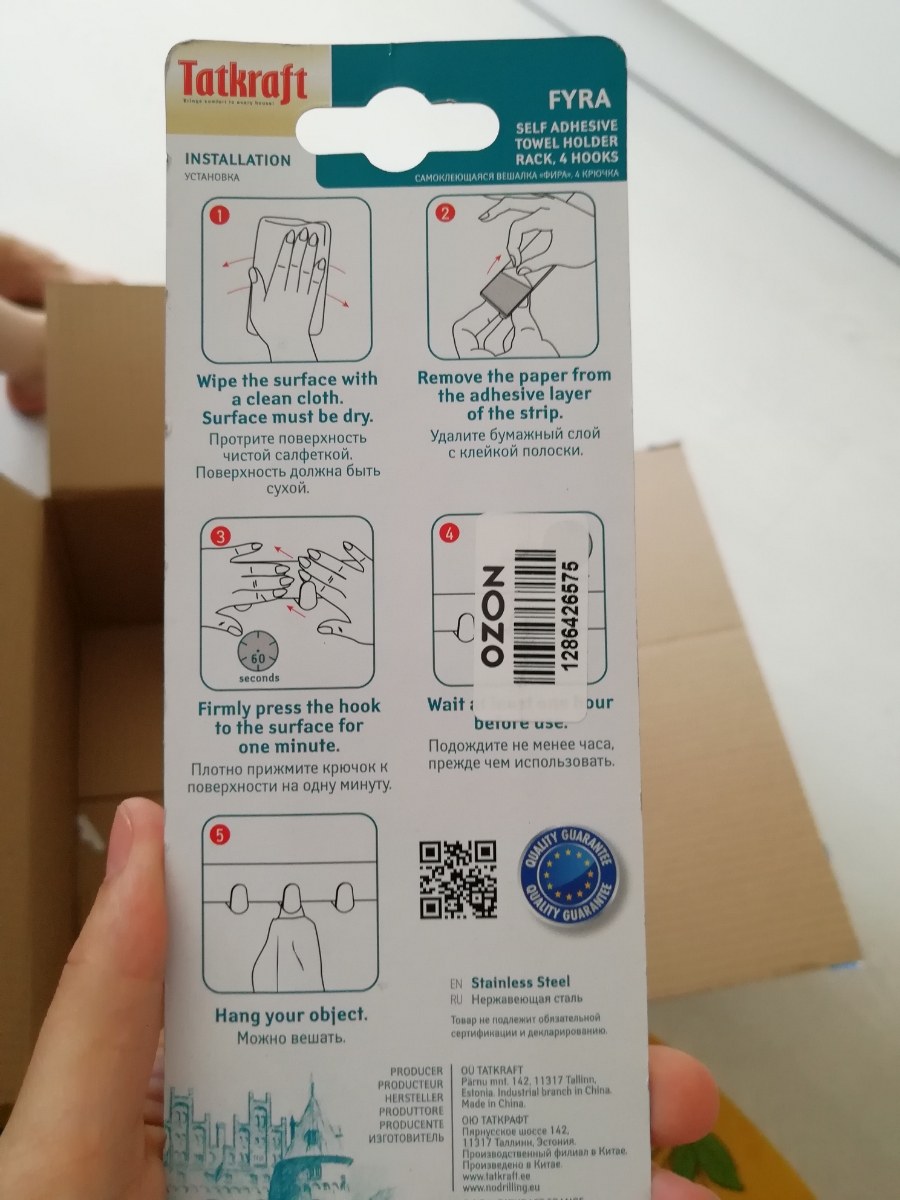 Tatkraft
Brings comfort to every house!
FYRA
SELF ADHESIVE
TOWEL HOLDER
RACK, 4 HOOKS
САМОКЛЕЮЩАЯСЯ ВЕШАЛКА «ФИРА», 4 КРЮЧКА
INSTALLATION
УСТАНОВКА
1
2
Wipe the surface with
a clean cloth.
Surface must be dry.
Протрите поверхность
чистой салфеткой.
Поверхность должна быть
сухой.
Remove the paper from
the adhesive layer
of the strip.
Удалите бумажный слой
с клейкой полоски.
3
60
seconds
4
OZON
1286426575
Firmly press the hook
to the surface for
one minute.
Плотно прижмите крючок к
поверхности на одну минуту.
Wait at least one hour
before use.
Подождите не менее часа,
прежде чем использовать.
5
QUALITY GUARANTEE
QUALITY GUARANTEE
Hang your object.
Можно вешать.
EN Stainless Steel
RU Нержавеющая сталь
Товар не подлежит обязательной
сертификации и декларированию.
PRODUCER
PRODUCTEUR
HERSTELLER
PRODUTTORE
PRODUCENTE
ИЗГОТОВИТЕЛЬ
OÜ TATKRAFT
Pärnu mnt. 142, 11317 Tallinn,
Estonia. Industrial branch in China.
Made in China.
ОЮ ТАТКРАФТ
Пярнусское шоссе 142,
11317 Таллинн, Эстония.
Производственный филиал в Китае.
Произведено в Китае.
www.tatkraft.ee
www.nodrilling.eu